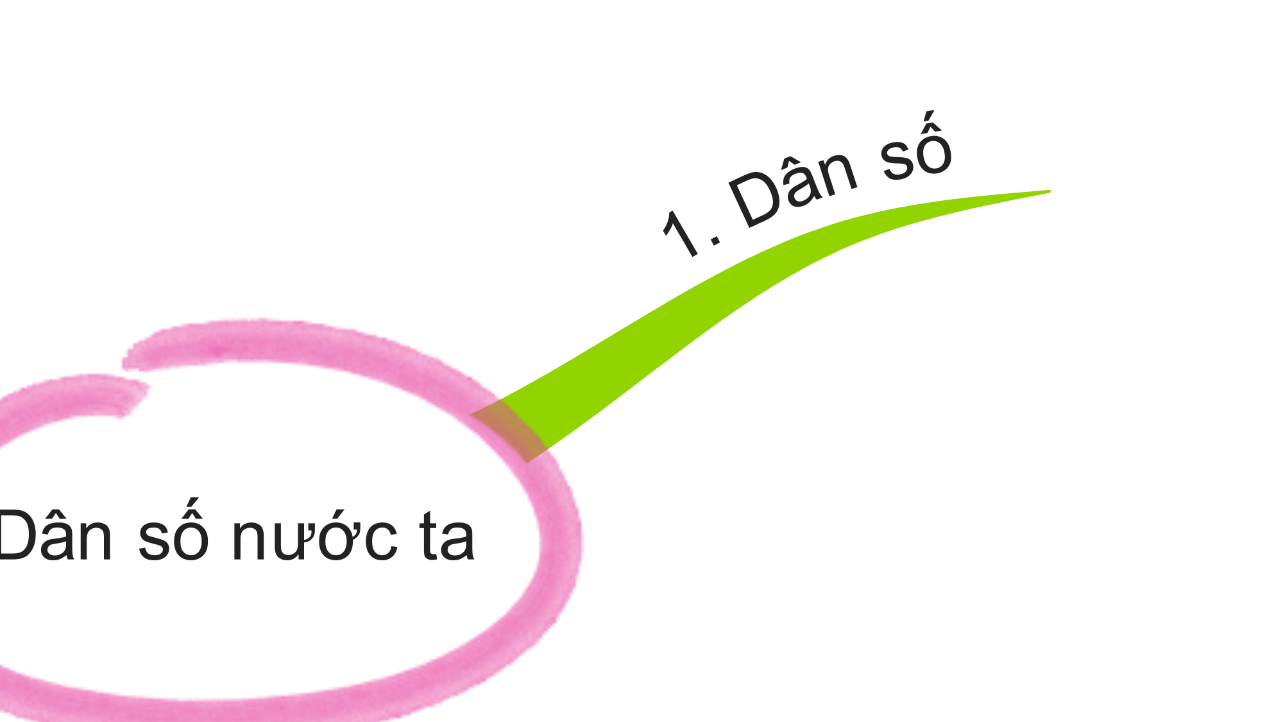 1. Dân số
Dân số nước ta